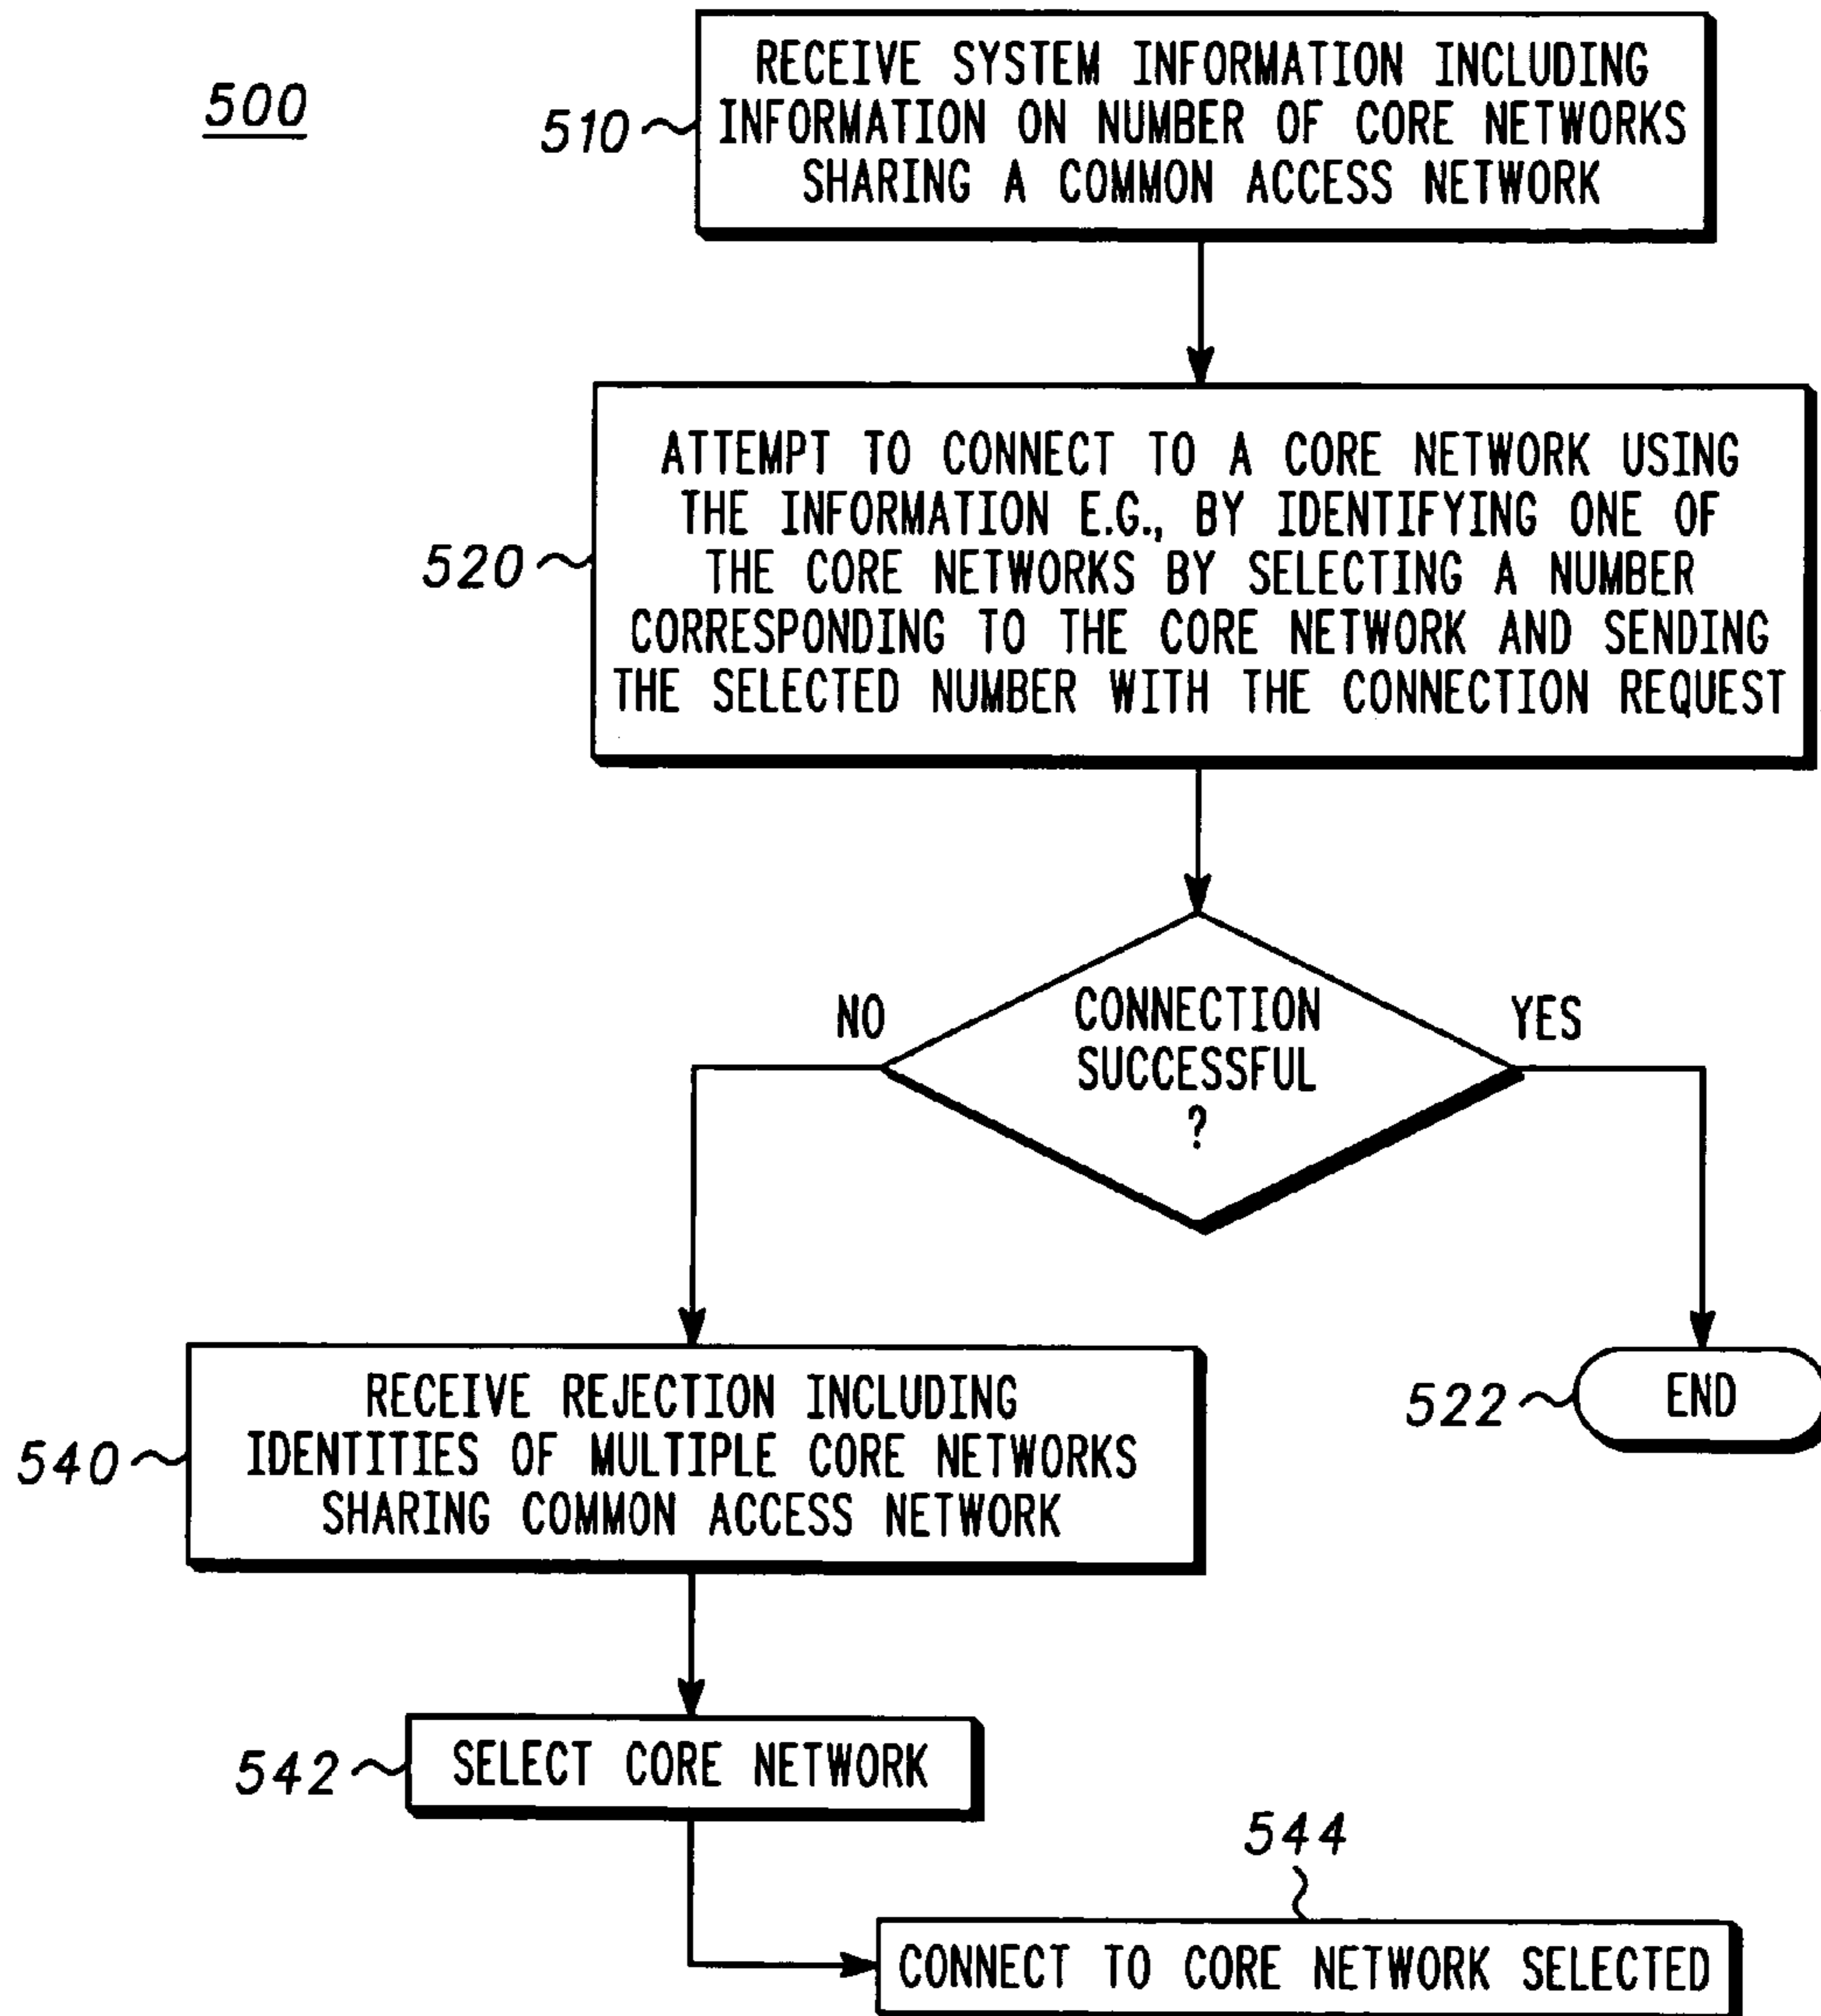 500
510
RECEIVE SYSTEM INFORMATION INCLUDING
INFORMATION ON NUMBER OF CORE NETWORKS
SHARING A COMMON ACCESS NETWORK
520
ATTEMPT TO CONNECT TO A CORE NETWORK USING
THE INFORMATION E.G., BY IDENTIFYING ONE OF
THE CORE NETWORKS BY SELECTING A NUMBER
CORRESPONDING TO THE CORE NETWORK AND SENDING
THE SELECTED NUMBER WITH THE CONNECTION REQUEST
NO
CONNECTION
SUCCESSFUL
?
YES
540
RECEIVE REJECTION INCLUDING
IDENTITIES OF MULTIPLE CORE NETWORKS
SHARING COMMON ACCESS NETWORK
522
END
542
SELECT CORE NETWORK
544
CONNECT TO CORE NETWORK SELECTED